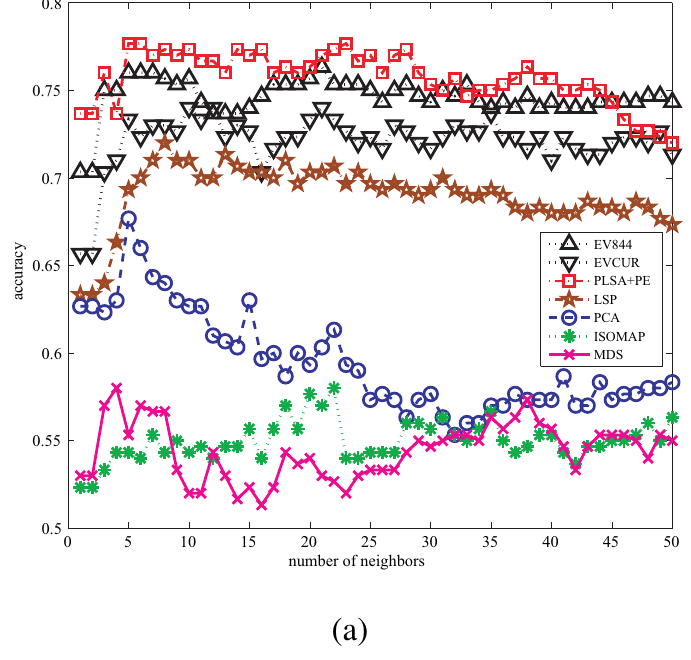 0.8
0.75
0.7
0.65
0.6
0.55
0.5
accuracy
EV844
EVCUR
PLSA+PE
LSP
PCA
ISOMAP
MDS
0 5 10 15 20 25 30 35 40 45 50
number of neighbors
(a)